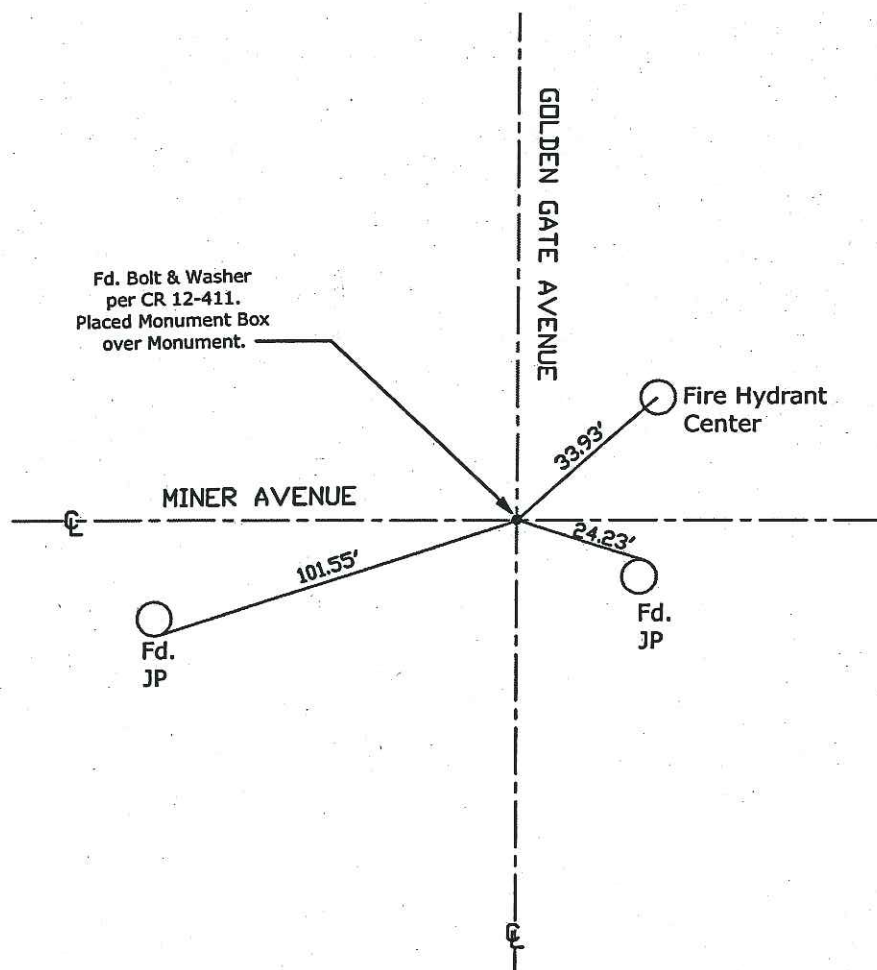 GOLDEN GATE AVENUE
Fd. Bolt & Washer
per CR 12-411.
Placed Monument Box
over Monument.
Fire Hydrant
Center
33.93'
MINER AVENUE
℄
24.23'
101.55'
Fd.
JP
Fd.
JP
℄